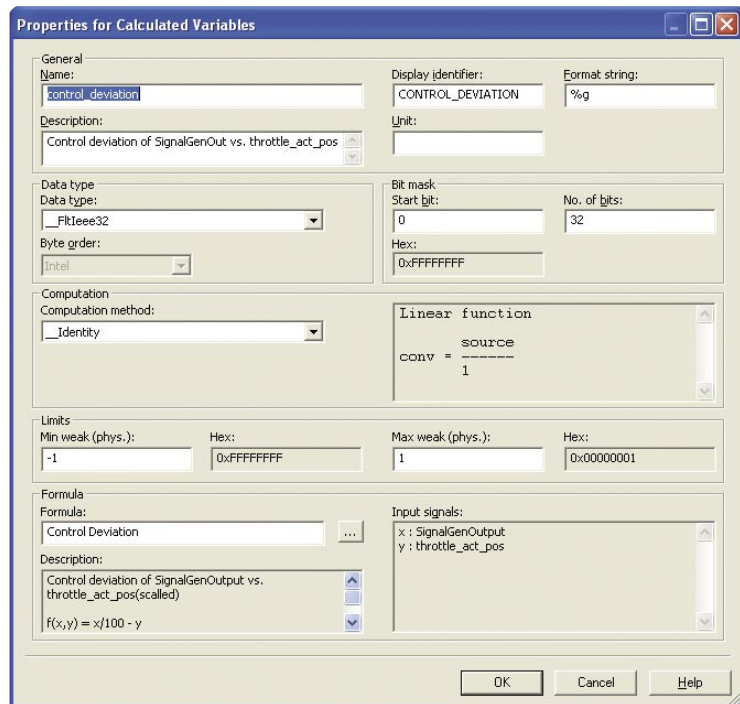 Properties for Calculated Variables
General
Name:
control_deviation
Display identifier:
CONTROL_DEVIATION
Format string:
%g
Description:
Control deviation of SignalGenOut vs. throttle_act_pos
Unit:
Data type
Data type:
__FltIeee32
Byte order:
Intel
Bit mask
Start bit:
0
No. of bits:
32
Hex:
0xFFFFFFFF
Computation
Computation method:
__Identity
Linear function
source
conv = ------
1
Limits
Min weak (phys.):
-1
Hex:
0xFFFFFFFF
Max weak (phys.):
1
Hex:
0x00000001
Formula
Formula:
Control Deviation
...
Description:
Control deviation of SignalGenOutput vs.
throttle_act_pos(scalled)
f(x,y) = x/100 - y
Input signals:
x : SignalGenOutput
y : throttle_act_pos
OK
Cancel
Help